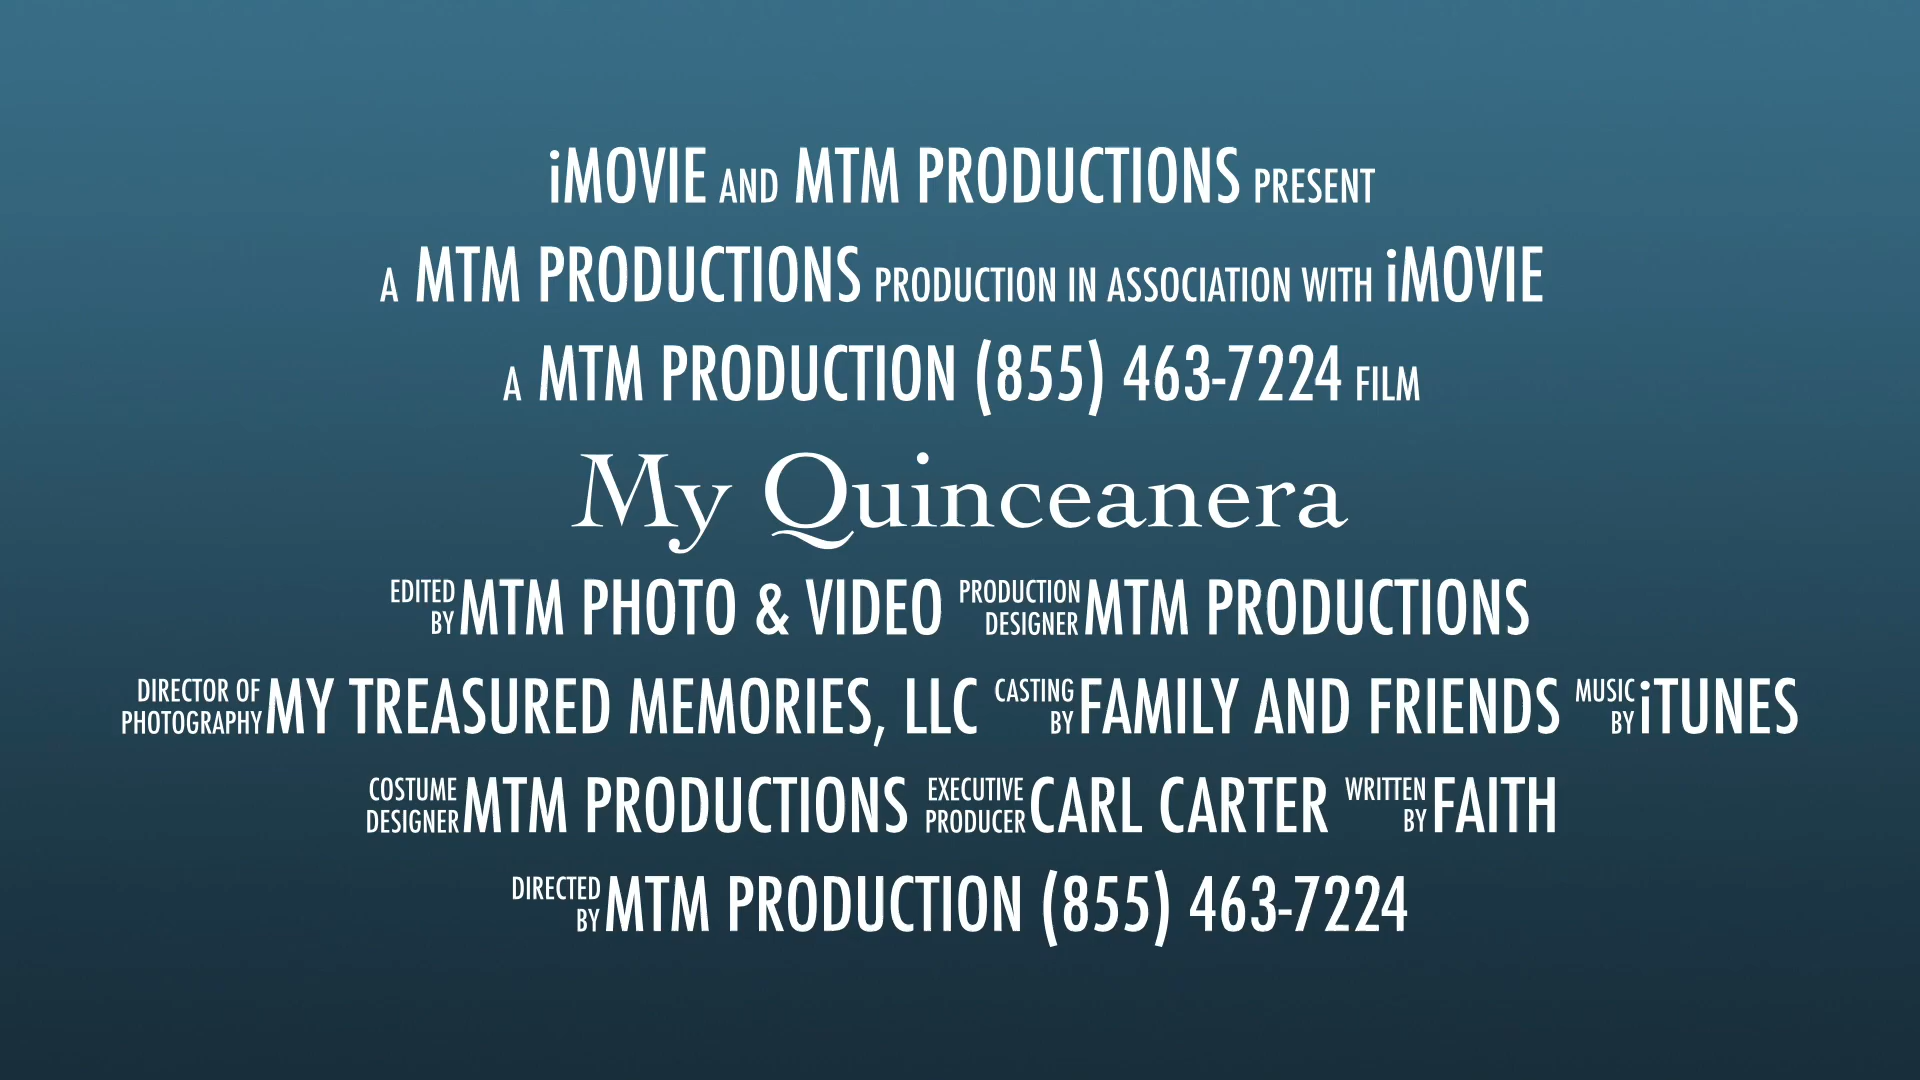 iMOVIE AND MTM PRODUCTIONS PRESENT
A MTM PRODUCTIONS PRODUCTION IN ASSOCIATION WITH iMOVIE
A MTM PRODUCTION (855) 463-7224 FILM
My Quinceanera
EDITED BY MTM PHOTO & VIDEO PRODUCTION DESIGNER MTM PRODUCTIONS
DIRECTOR OF PHOTOGRAPHY MY TREASURED MEMORIES, LLC CASTING BY FAMILY AND FRIENDS MUSIC BY iTUNES
COSTUME DESIGNER MTM PRODUCTIONS EXECUTIVE PRODUCER CARL CARTER WRITTEN BY FAITH
DIRECTED BY MTM PRODUCTION (855) 463-7224